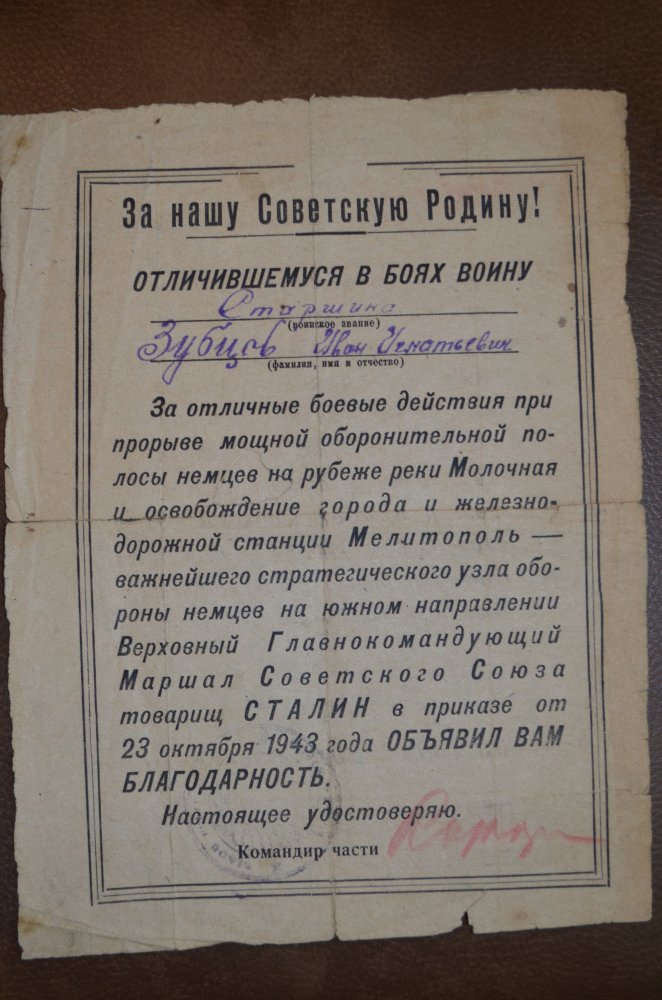 За нашу Советскую Родину!
ОТЛИЧИВШЕМУСЯ В БОЯХ ВОИНУ
Старшина
(воинское звание)
Зубцов Иван Игнатьевич
(фамилия, имя и отчество)
За отличные боевые действия при
прорыве мощной оборонительной по-
лосы немцев на рубеже реки Молочная
и освобождение города и железно-
дорожной станции Мелитополь —
важнейшего стратегического узла обо-
роны немцев на южном направлении
Верховный Главнокомандующий
Маршал Советского Союза
товарищ СТАЛИН в приказе от
23 октября 1943 года ОБЪЯВИЛ ВАМ
БЛАГОДАРНОСТЬ.
Настоящее удостоверяю.
Командир части